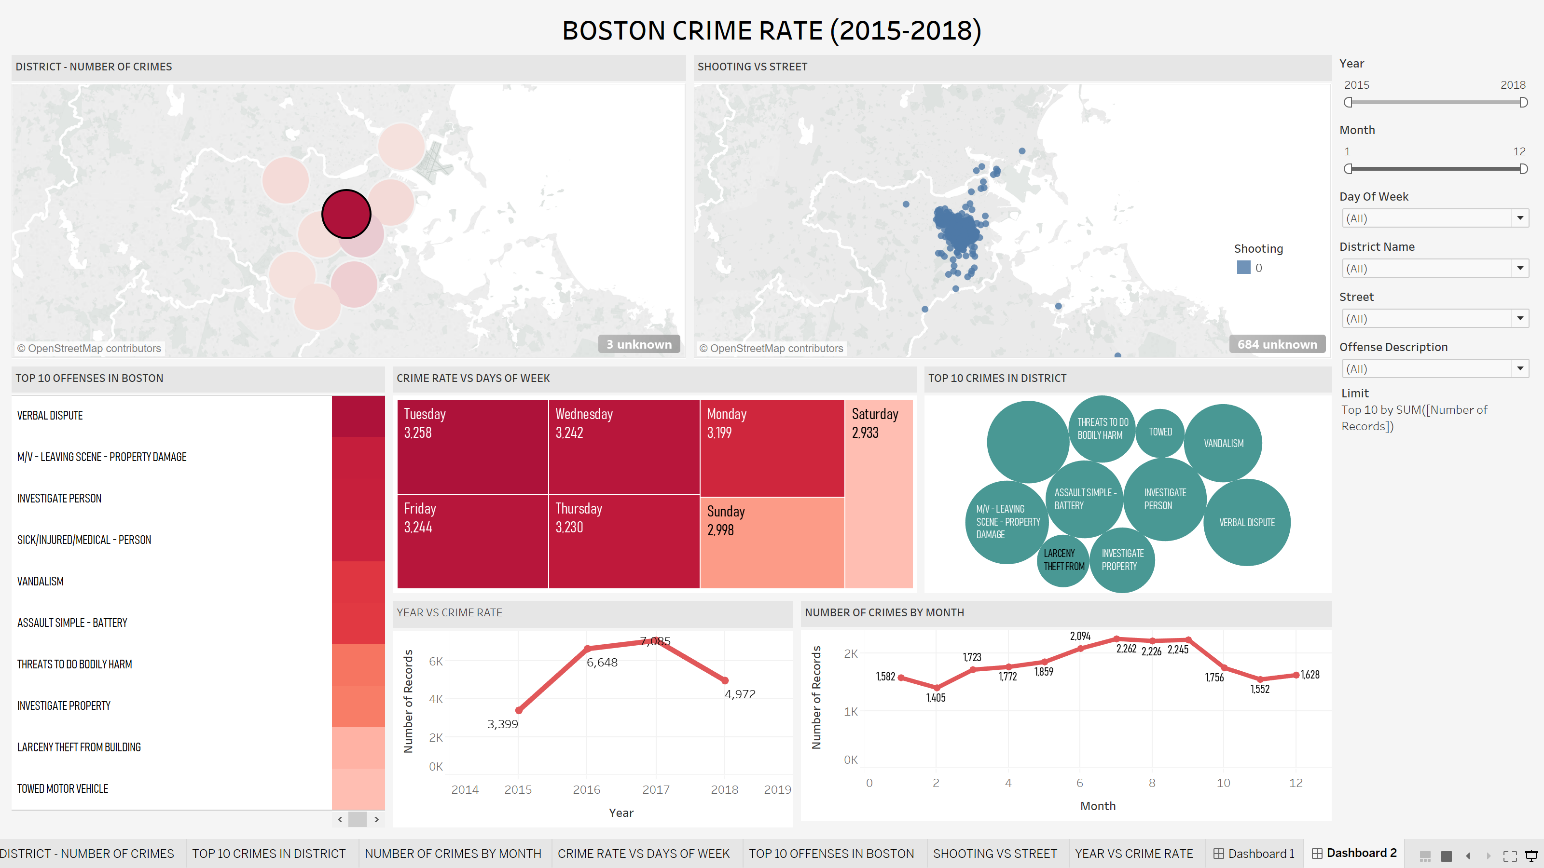 BOSTON CRIME RATE (2015-2018)
DISTRICT - NUMBER OF CRIMES
© OpenStreetMap contributors
3 unknown
SHOOTING VS STREET
Shooting
0
© OpenStreetMap contributors
684 unknown
Year
2015 2018
Month
1 12
Day Of Week
(All)
District Name
(All)
Street
(All)
Offense Description
(All)
Limit
Top 10 by SUM([Number of
Records])
TOP 10 OFFENSES IN BOSTON
VERBAL DISPUTE
M/V - LEAVING SCENE - PROPERTY DAMAGE
INVESTIGATE PERSON
SICK/INJURED/MEDICAL - PERSON
VANDALISM
ASSAULT SIMPLE - BATTERY
THREATS TO DO BODILY HARM
INVESTIGATE PROPERTY
LARCENY THEFT FROM BUILDING
TOWED MOTOR VEHICLE
CRIME RATE VS DAYS OF WEEK
Tuesday
3,258
Wednesday
3,242
Monday
3,199
Saturday
2,933
Friday
3,244
Thursday
3,230
Sunday
2,998
TOP 10 CRIMES IN DISTRICT
THREATS TO DO
BODILY HARM
TOWED
VANDALISM
ASSAULT SIMPLE -
BATTERY
INVESTIGATE
PERSON
M/V - LEAVING
SCENE - PROPERTY
DAMAGE
VERBAL DISPUTE
LARCENY
THEFT FROM
INVESTIGATE
PROPERTY
YEAR VS CRIME RATE
Number of Records
6K
4K
2K
0K
3,399
6,648
7,085
4,972
2014 2015 2016 2017 2018 2019
Year
NUMBER OF CRIMES BY MONTH
Number of Records
2K
1K
0K
1,582
1,405
1,723
1,772
1,859
2,094
2,262
2,226
2,245
1,756
1,552
1,628
0 2 4 6 8 10 12
Month
DISTRICT - NUMBER OF CRIMES
TOP 10 CRIMES IN DISTRICT
NUMBER OF CRIMES BY MONTH
CRIME RATE VS DAYS OF WEEK
TOP 10 OFFENSES IN BOSTON
SHOOTING VS STREET
YEAR VS CRIME RATE
Dashboard 1
Dashboard 2